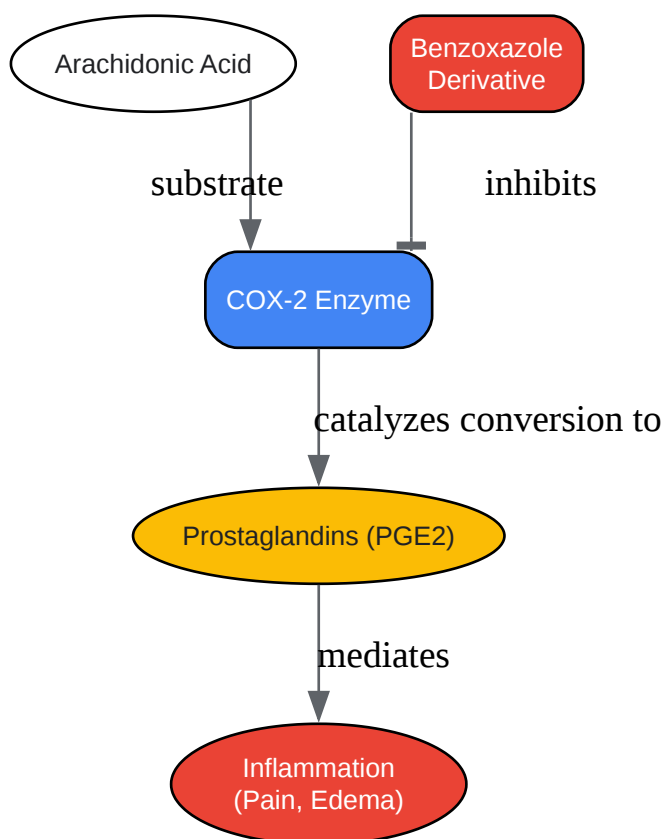 Arachidonic Acid
Benzoxazole
Derivative
substrate
inhibits
COX-2 Enzyme
catalyzes conversion to
Prostaglandins (PGE2)
mediates
Inflammation
(Pain, Edema)